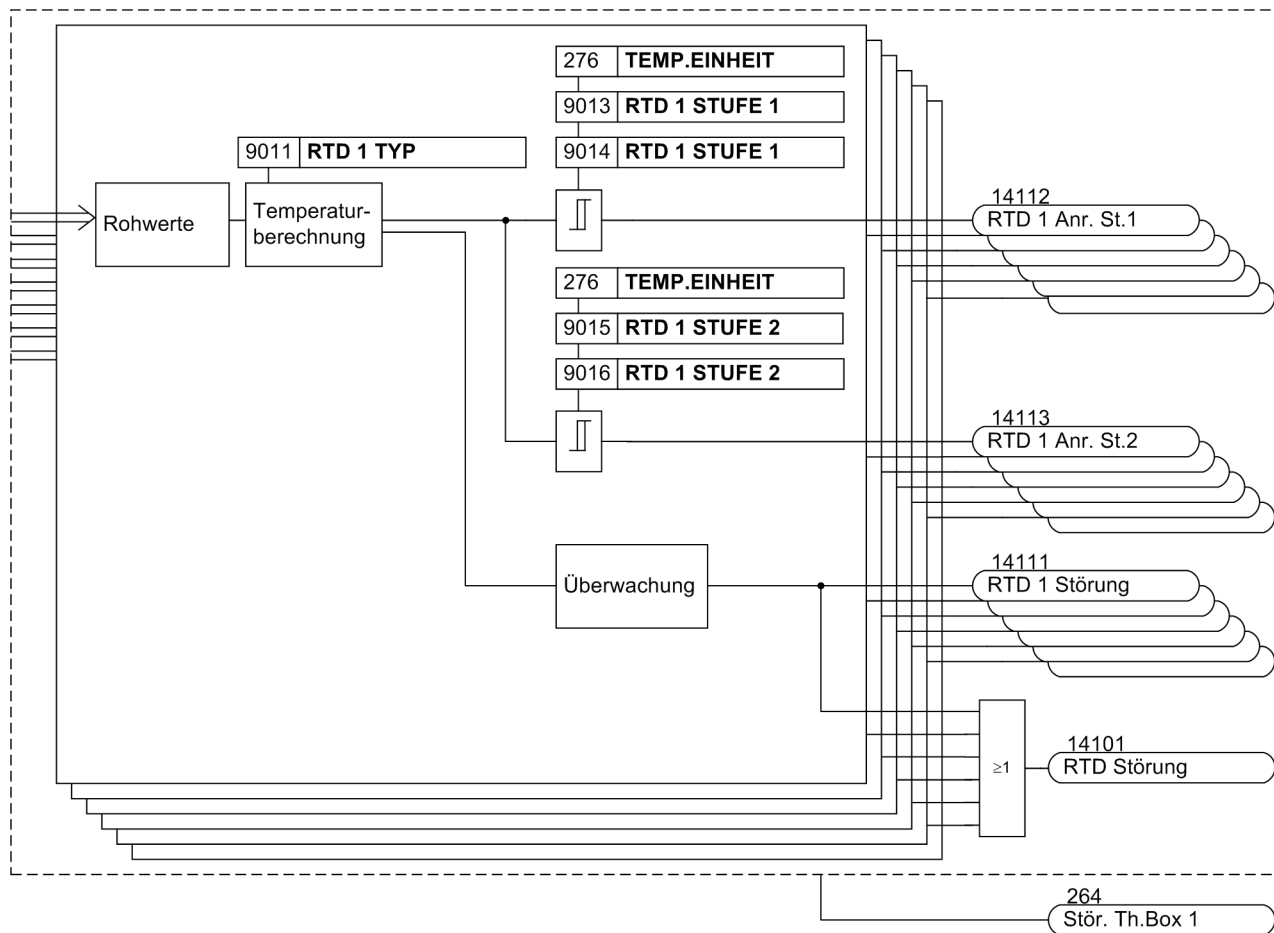 276 TEMP.EINHEIT
9013 RTD 1 STUFE 1
9011 RTD 1 TYP
9014 RTD 1 STUFE 1
Rohwerte
Temperatur-
berechnung
14112
RTD 1 Anr. St.1
276 TEMP.EINHEIT
9015 RTD 1 STUFE 2
9016 RTD 1 STUFE 2
14113
RTD 1 Anr. St.2
Überwachung
14111
RTD 1 Störung
≥1
14101
RTD Störung
264
Stör. Th.Box 1